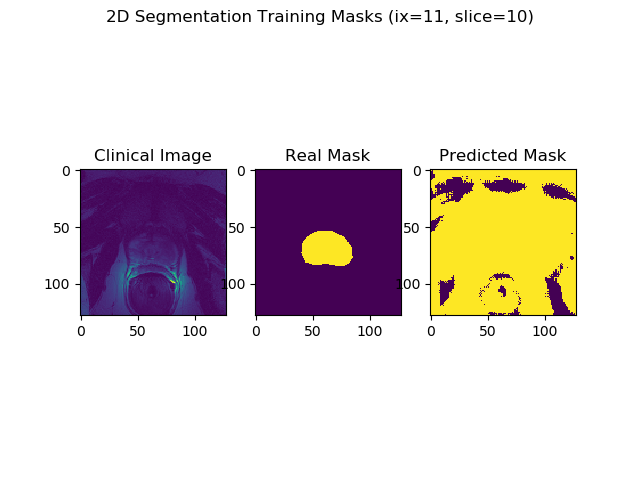 2D Segmentation Training Masks (ix=11, slice=10)
Clinical Image Real Mask Predicted Mask
0 0 0
50 50 50
100 100 100
0 50 100 0 50 100 0 50 100